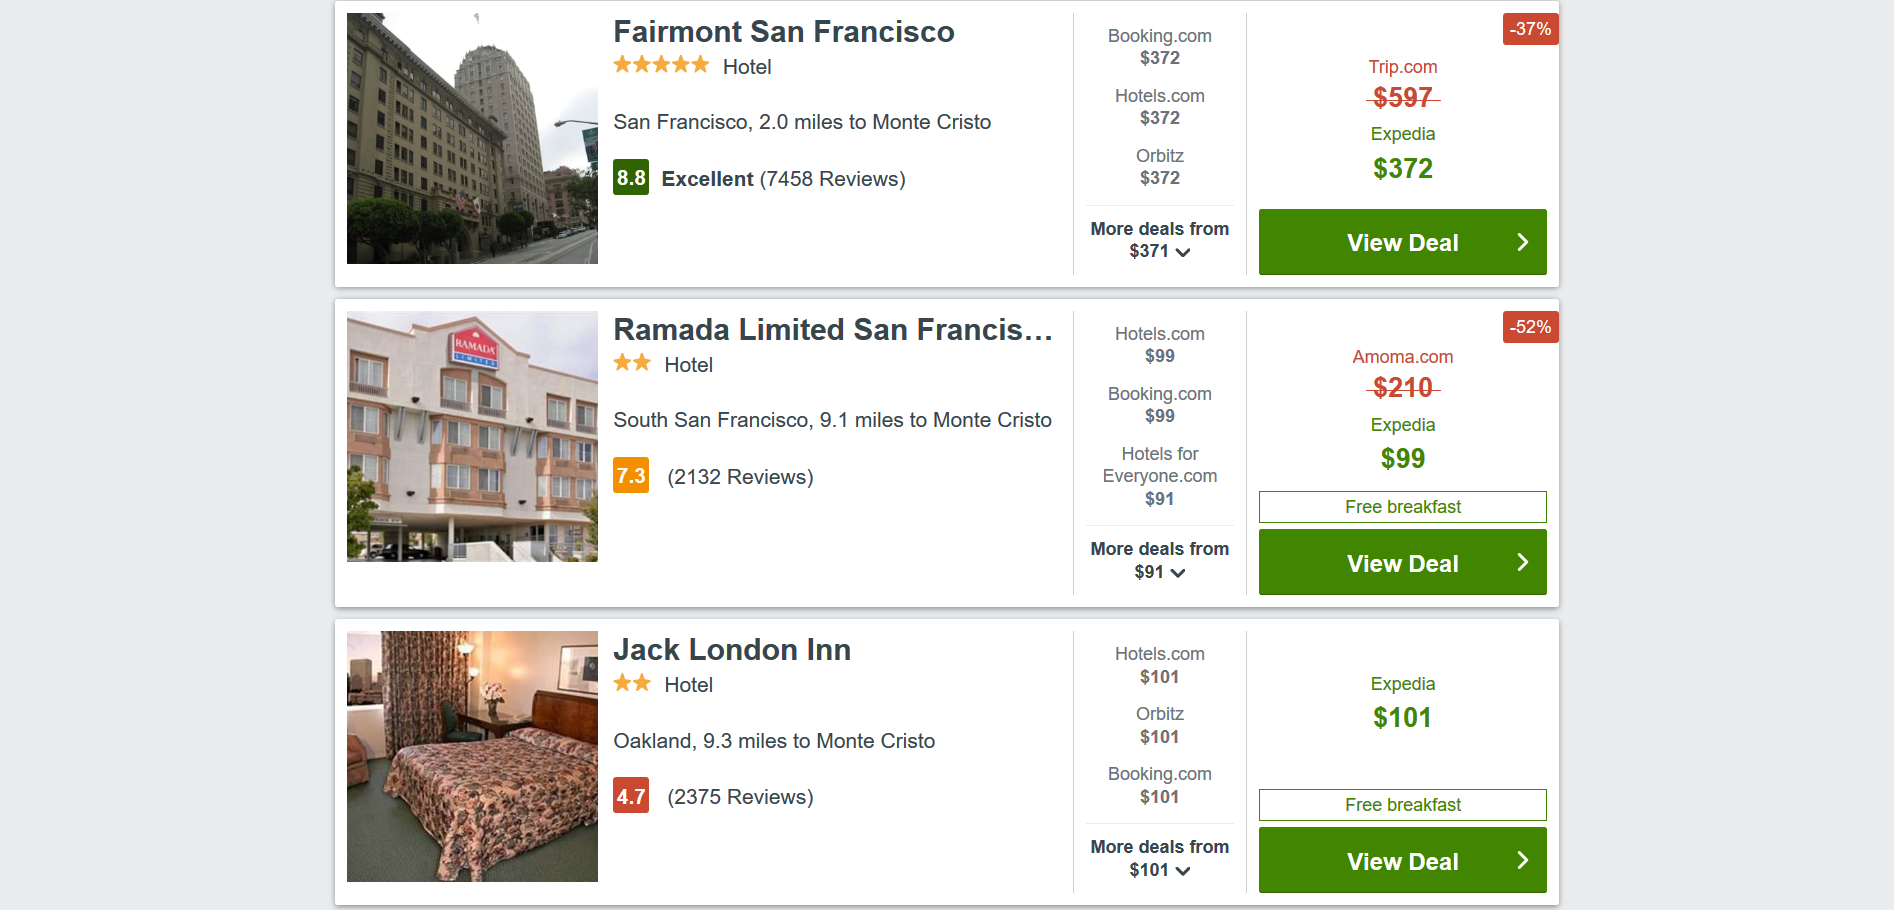 Fairmont San Francisco
Hotel
San Francisco, 2.0 miles to Monte Cristo
8.8 Excellent (7458 Reviews)
Booking.com
$372
Hotels.com
$372
Orbitz
$372
More deals from
$371
-37%
Trip.com
$597
Expedia
$372
View Deal
RAMADA
LIMITED
Ramada Limited San Francis...
Hotel
South San Francisco, 9.1 miles to Monte Cristo
7.3 (2132 Reviews)
Hotels.com
$99
Booking.com
$99
Hotels for
Everyone.com
$91
More deals from
$91
-52%
Amoma.com
$210
Expedia
$99
Free breakfast
View Deal
Jack London Inn
Hotel
Oakland, 9.3 miles to Monte Cristo
4.7 (2375 Reviews)
Hotels.com
$101
Orbitz
$101
Booking.com
$101
More deals from
$101
Expedia
$101
Free breakfast
View Deal